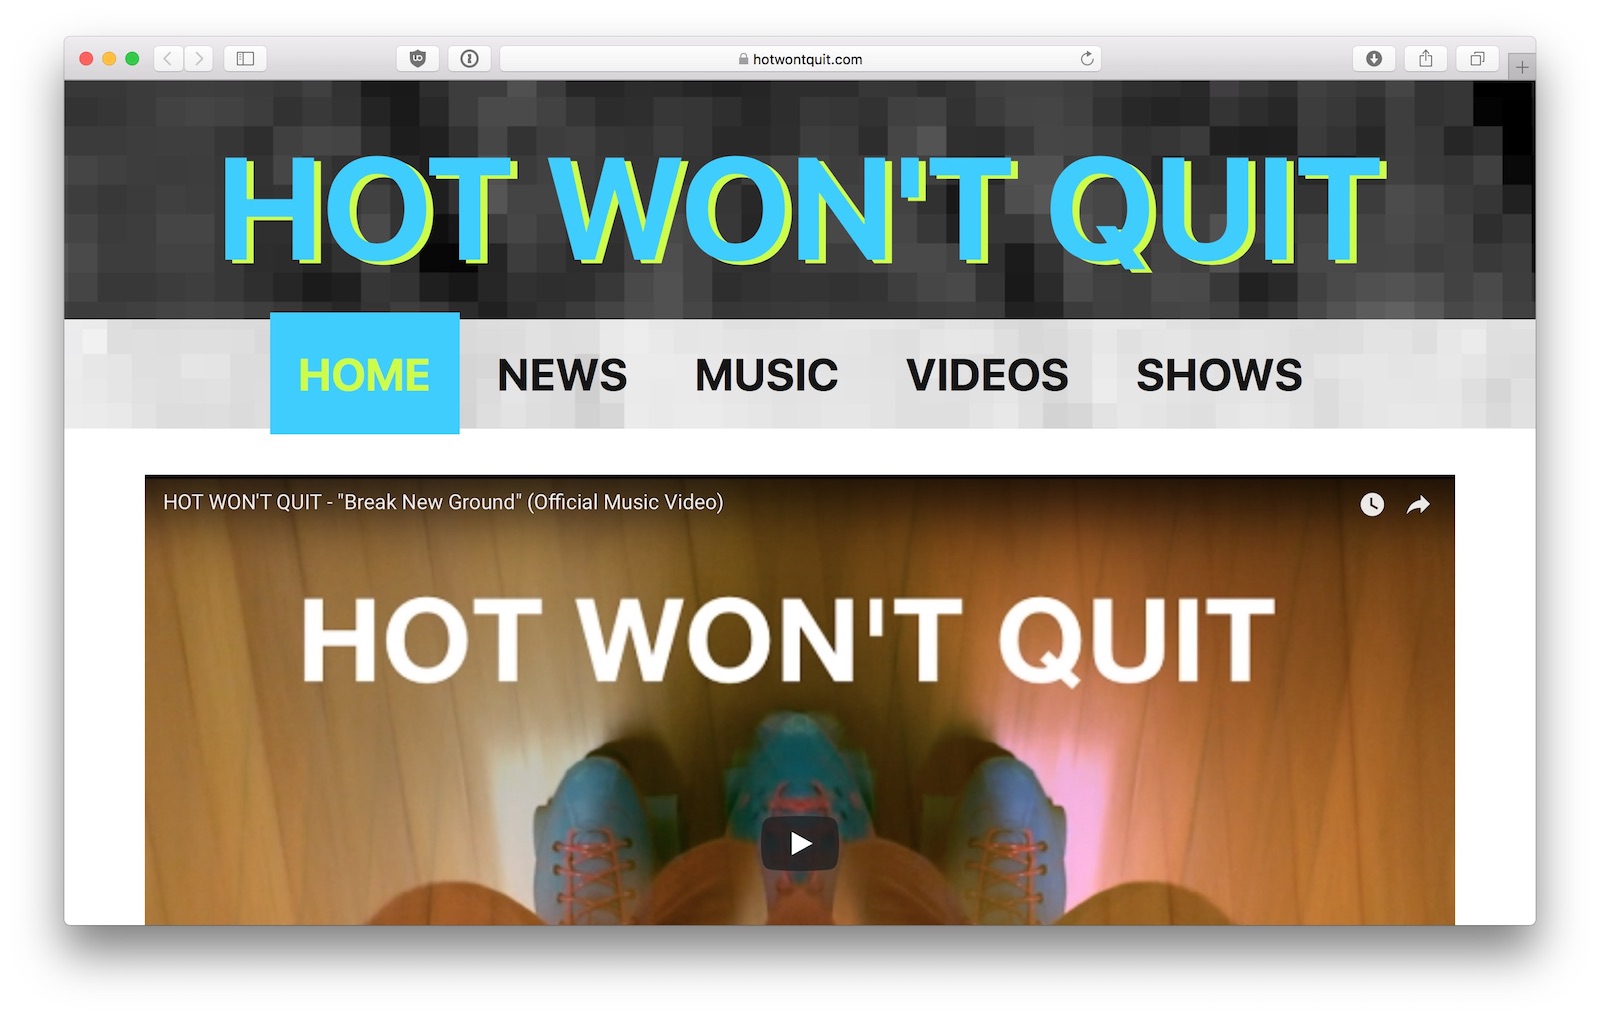 hotwontquit.com
HOT WON'T QUIT
HOME NEWS MUSIC VIDEOS SHOWS
HOT WON'T QUIT - "Break New Ground" (Official Music Video)
HOT WON'T QUIT